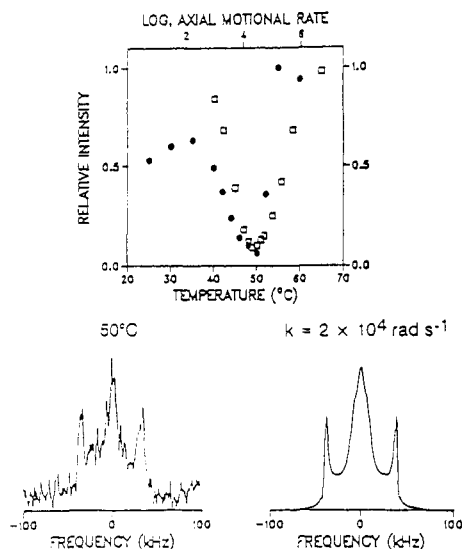 LOG, AXIAL MOTIONAL RATE
2 4 6
1.0 1.0
RELATIVE INTENSITY
0.5 0.5
0.0 0.0
20 30 40 50 60 70
TEMPERATURE (°C)
50°C k = 2 × 10⁴ rad s⁻¹
-100 0 100 -100 0 100
FREQUENCY (kHz) FREQUENCY (kHz)